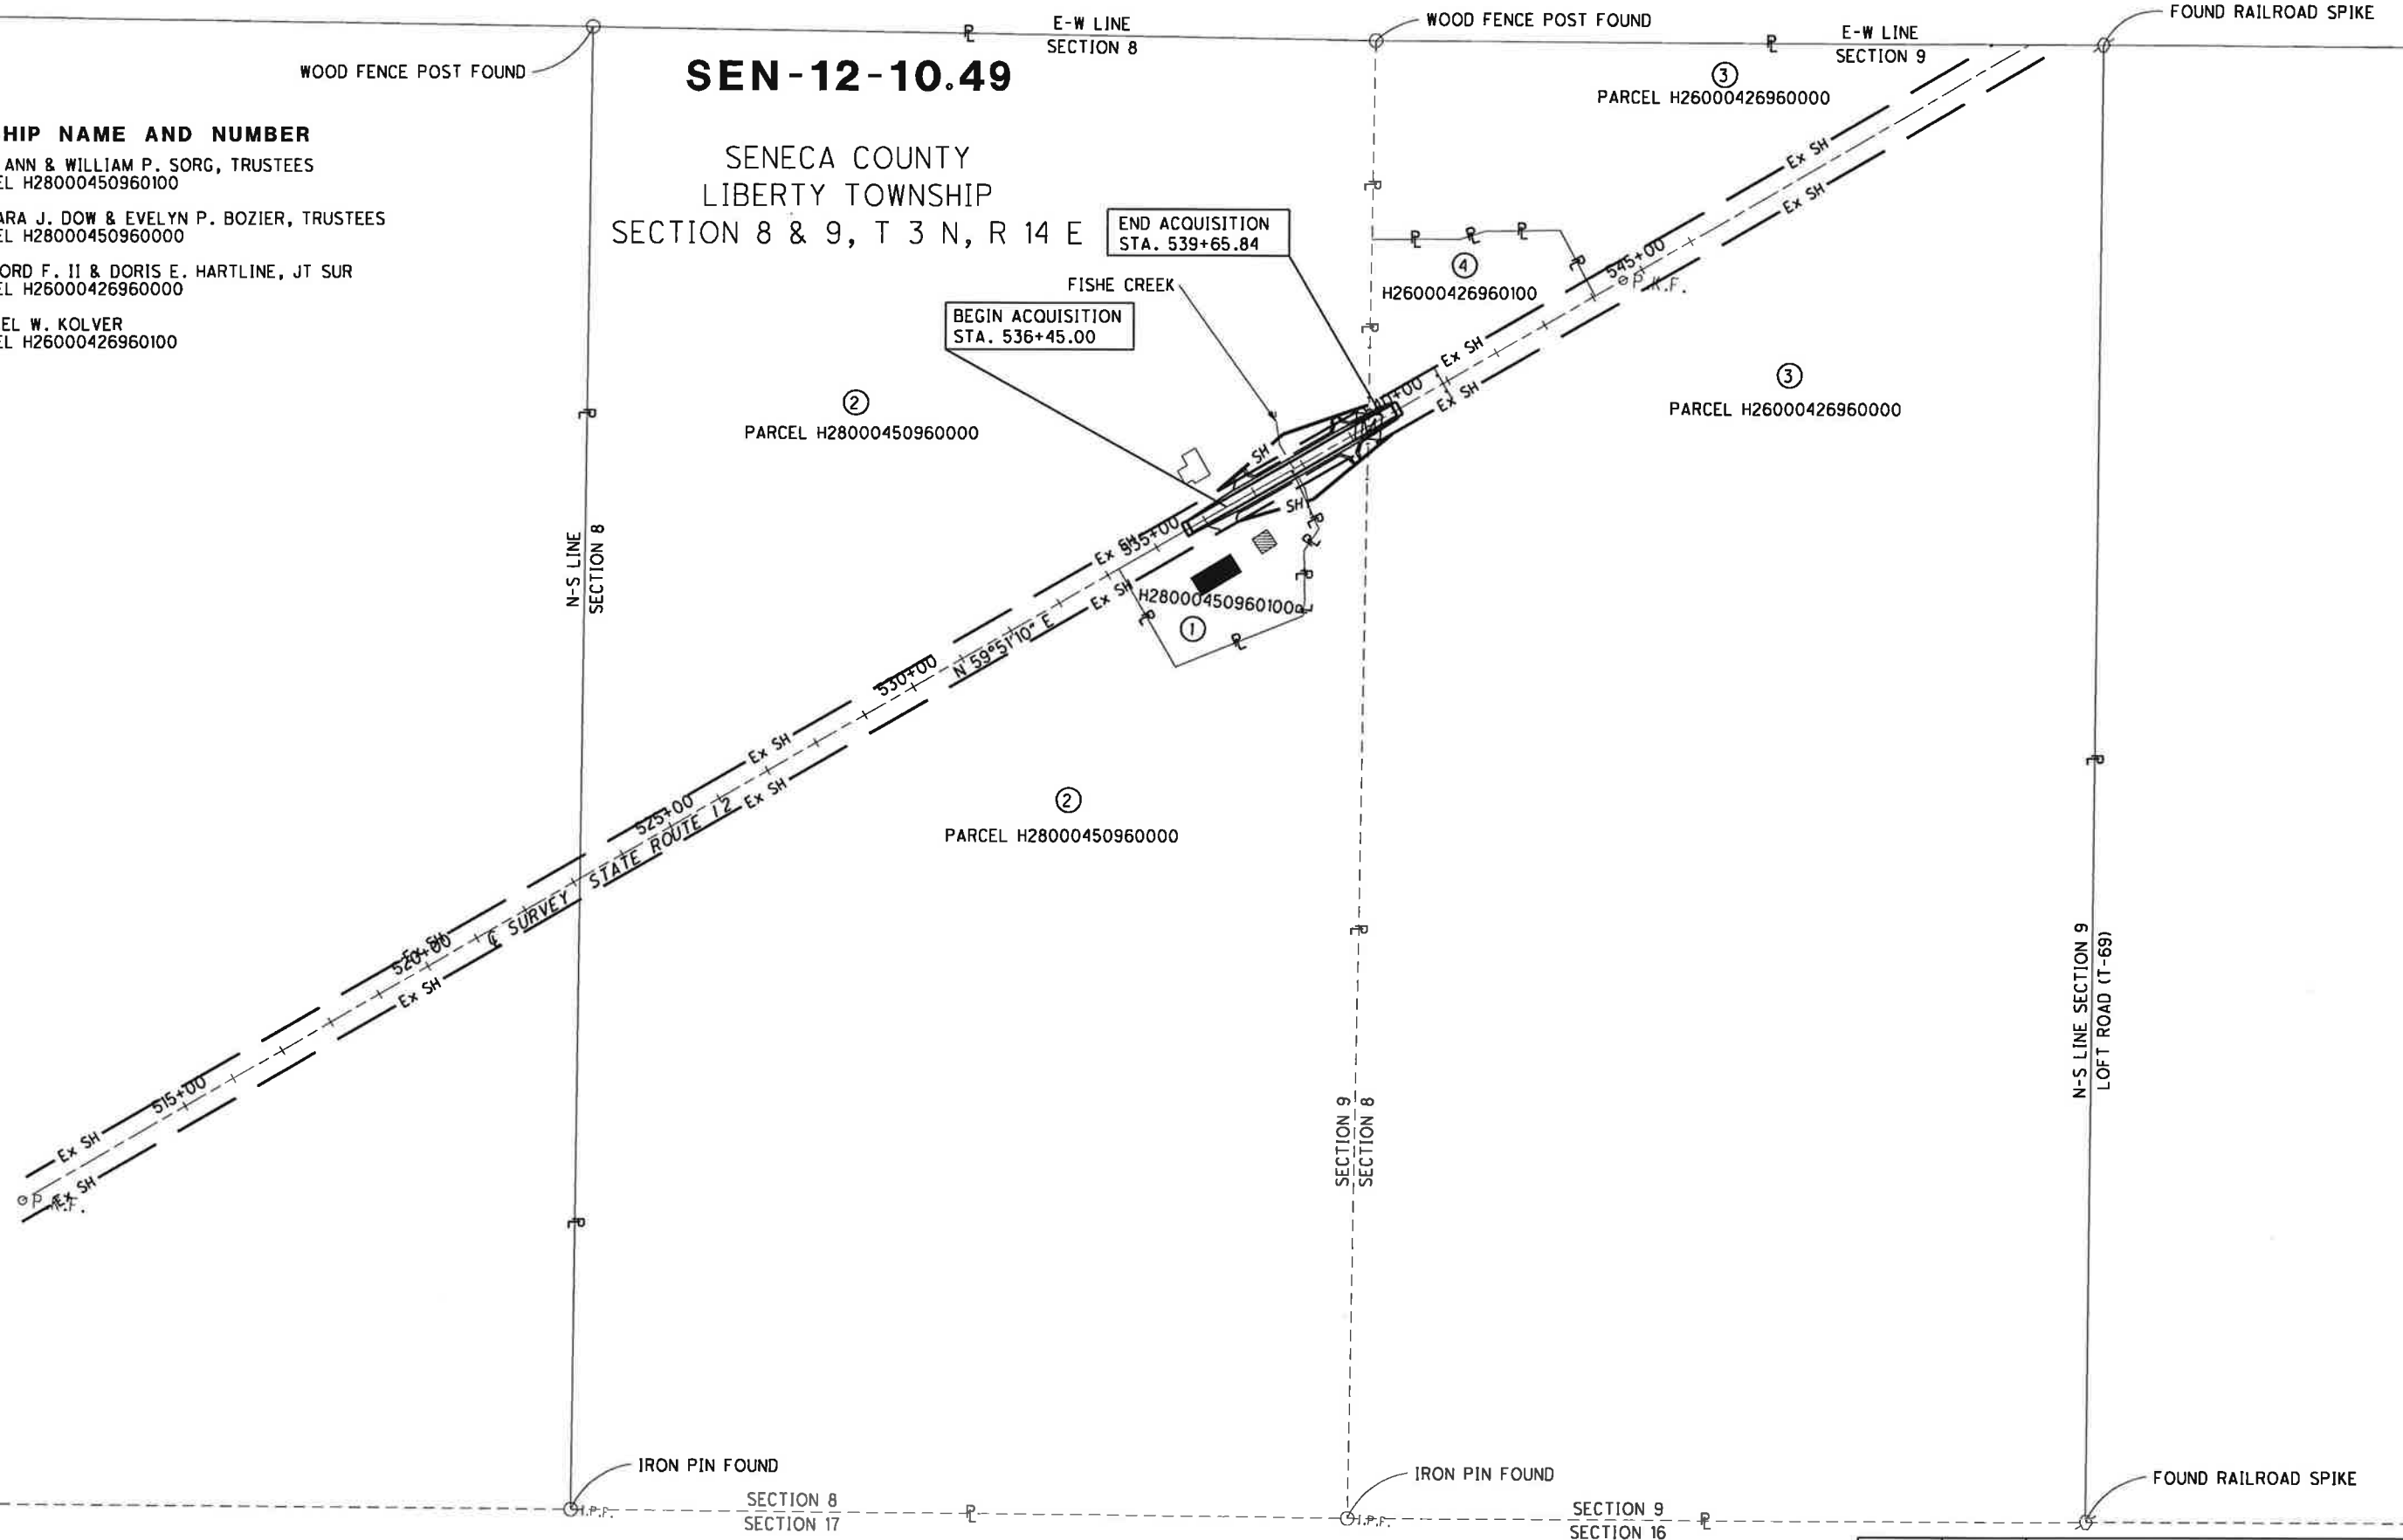 WOOD FENCE POST FOUND
E-W LINE
SECTION 8
WOOD FENCE POST FOUND
E-W LINE
SECTION 9
FOUND RAILROAD SPIKE
SEN-12-10.49
SENECA COUNTY
LIBERTY TOWNSHIP
SECTION 8 & 9, T 3 N, R 14 E
HIP NAME AND NUMBER
ANN & WILLIAM P. SORG, TRUSTEES
EL H28000450960100
ARA J. DOW & EVELYN P. BOZIER, TRUSTEES
EL H28000450960000
ORD F. II & DORIS E. HARTLINE, JT SUR
EL H26000426960000
EL W. KOLVER
EL H26000426960100
3
PARCEL H26000426960000
END ACQUISITION
STA. 539+65.84
FISHE CREEK
BEGIN ACQUISITION
STA. 536+45.00
4
H26000426960100
2
PARCEL H28000450960000
3
PARCEL H26000426960000
Ex SH
Ex SH
545+00
P.K.F.
Ex SH
Ex SH
540+00
SH
SH
Ex SH
535+00
Ex SH
H28000450960100
1
N 59°51'10" E
530+00
N-S LINE
SECTION 8
Ex SH
Ex SH
525+00
℄ SURVEY STATE ROUTE 12
2
PARCEL H28000450960000
Ex SH
520+00
Ex SH
515+00
Ex SH
Ex SH
P.K.F.
SECTION 9
SECTION 8
N-S LINE SECTION 9
LOFT ROAD (T-69)
IRON PIN FOUND
I.P.F.
SECTION 8
SECTION 17
IRON PIN FOUND
I.P.F.
SECTION 9
SECTION 16
FOUND RAILROAD SPIKE